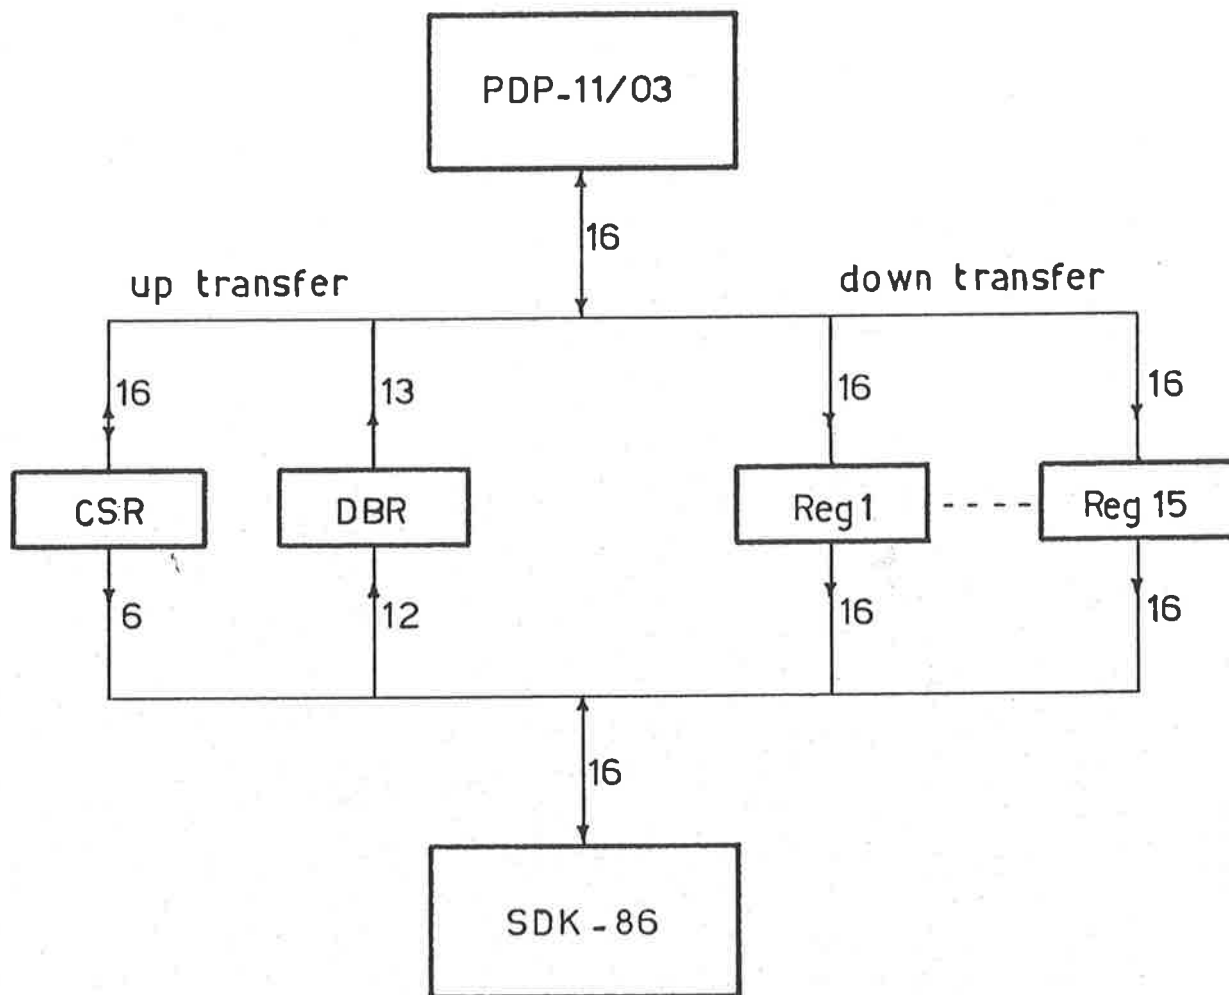 PDP-11/03
16
up transfer
down transfer
16
13
16
16
CSR
DBR
Reg 1
Reg 15
6
12
16
16
16
SDK-86